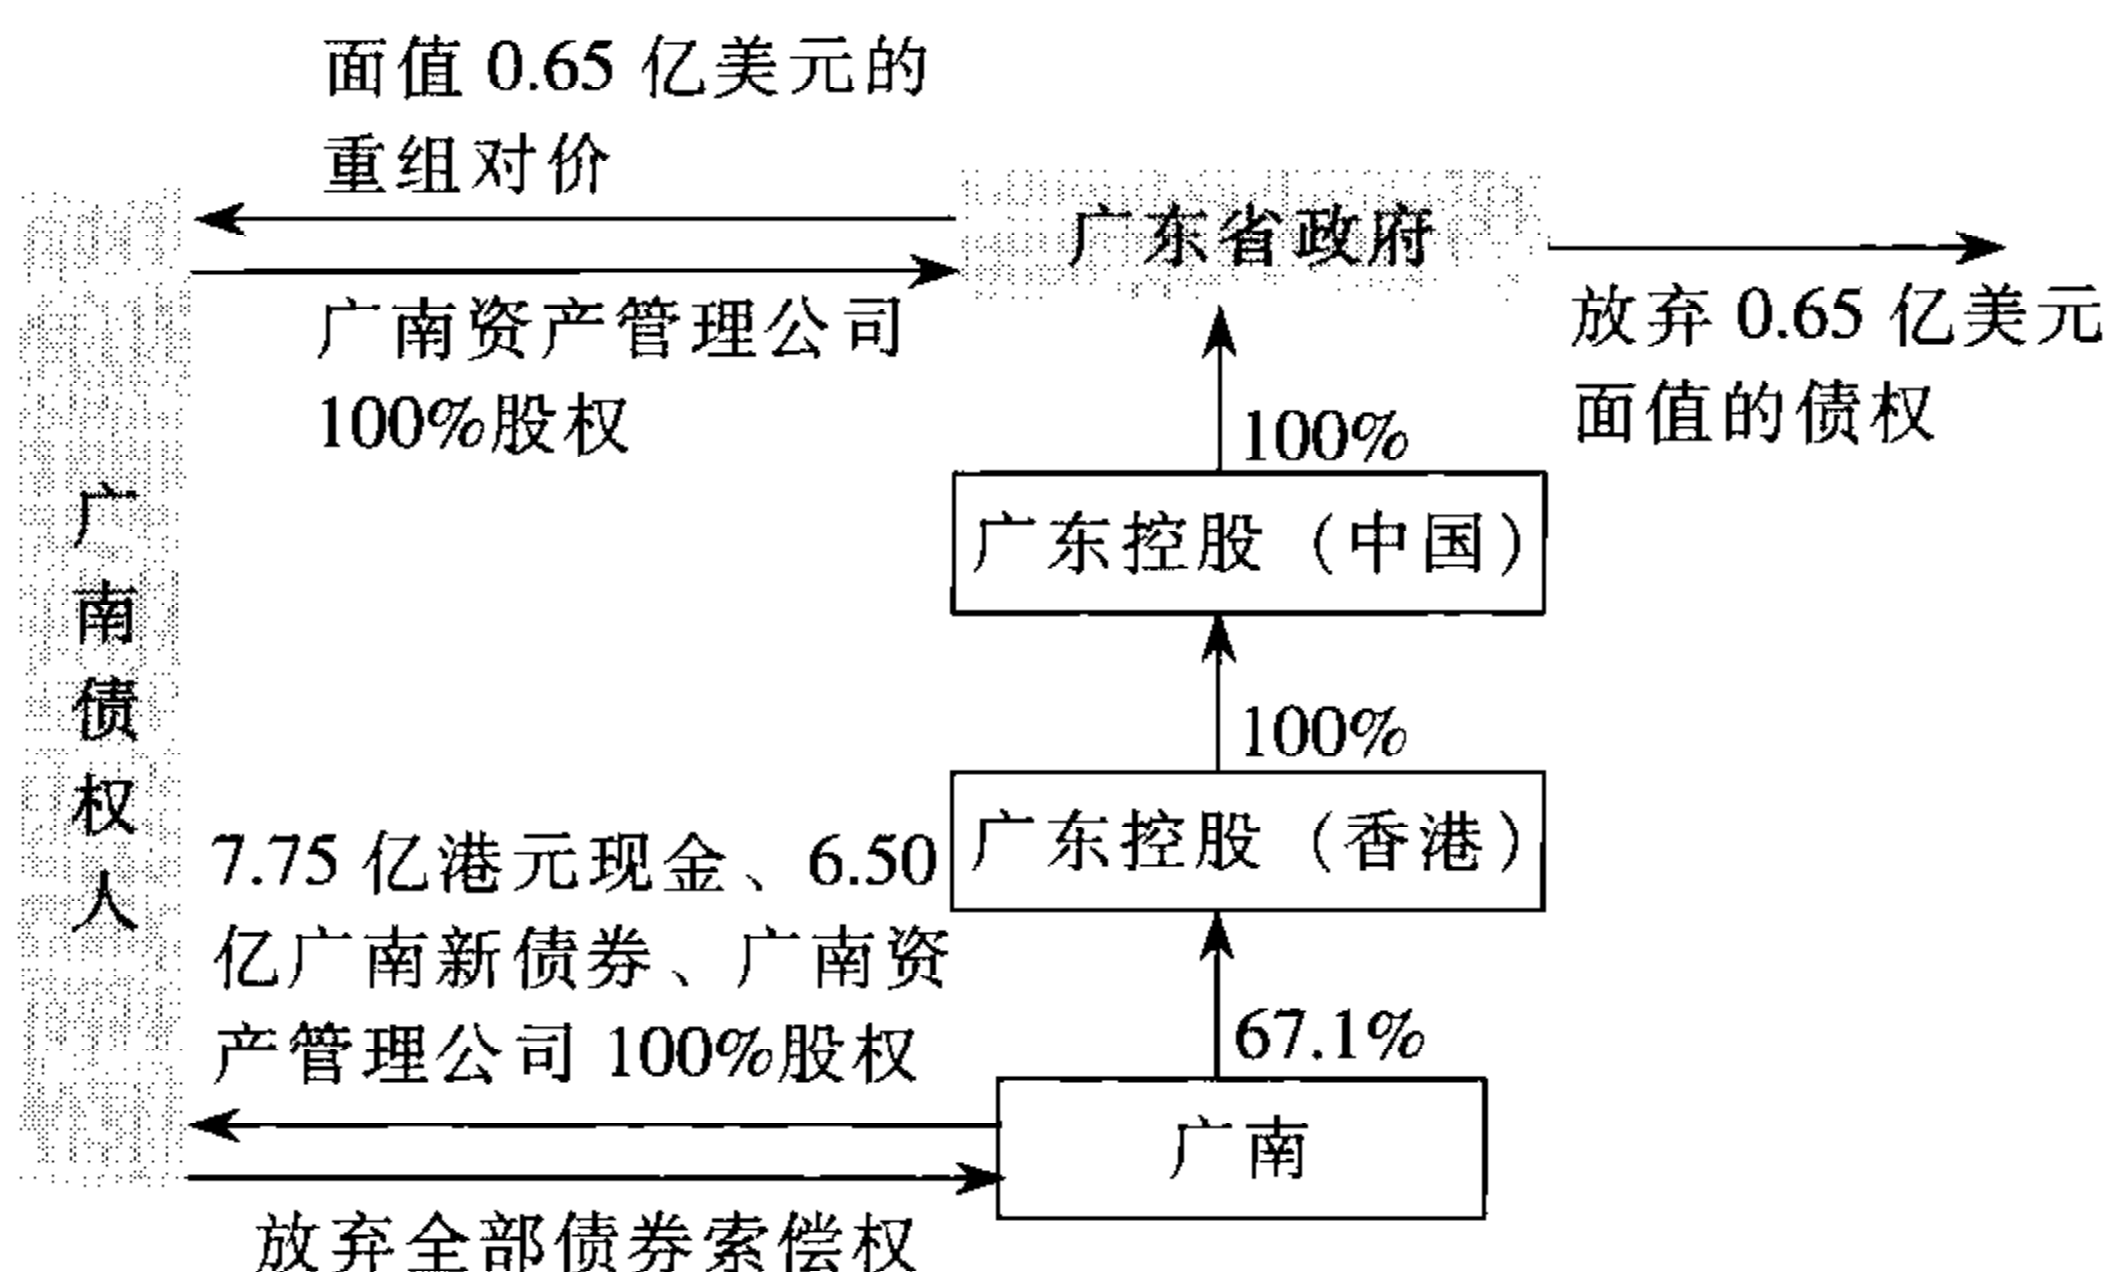 面值 0.65 亿美元的
重组对价
广东省政府
广南资产管理公司
100%股权
放弃 0.65 亿美元
面值的债权
100%
广东控股（中国）
100%
广东控股（香港）
67.1%
广南
广南债权人
7.75 亿港元现金、6.50
亿广南新债券、广南资
产管理公司 100%股权
放弃全部债券索偿权